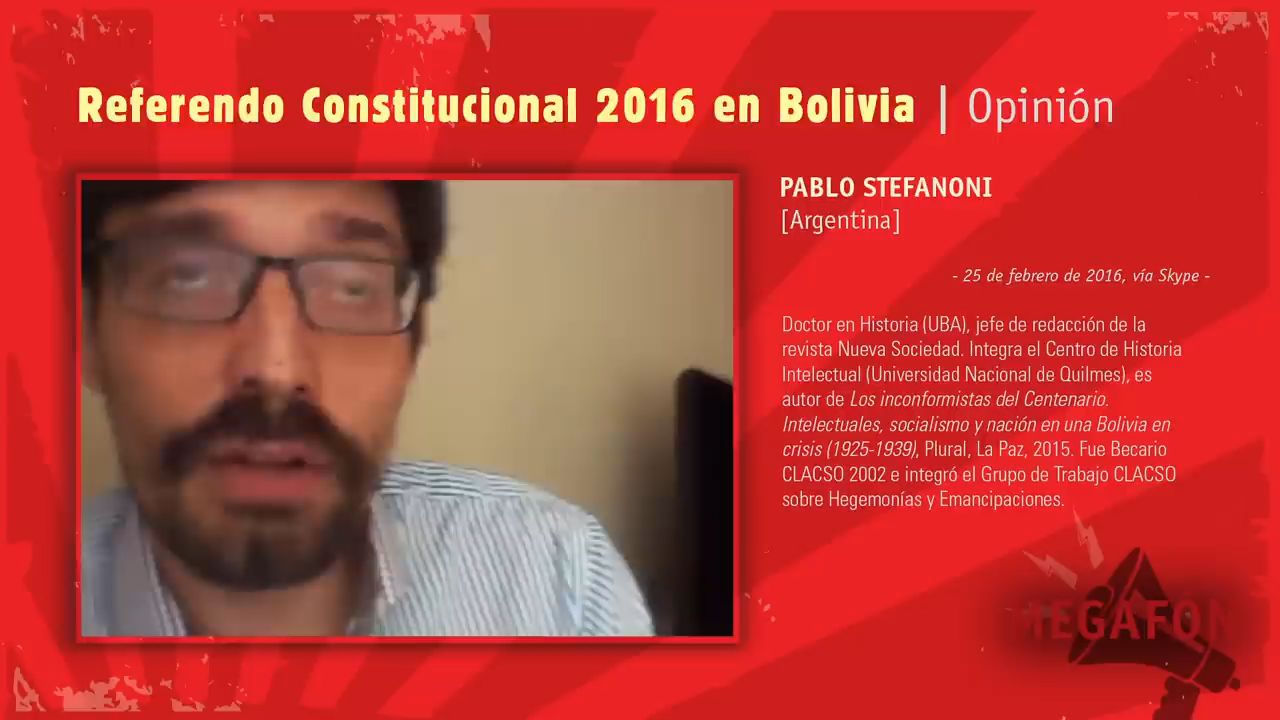 Referendo Constitucional 2016 en Bolivia | Opinión
PABLO STEFANONI
[Argentina]
- 25 de febrero de 2016, vía Skype -
Doctor en Historia (UBA), jefe de redacción de la
revista Nueva Sociedad. Integra el Centro de Historia
Intelectual (Universidad Nacional de Quilmes), es
autor de Los inconformistas del Centenario.
Intelectuales, socialismo y nación en una Bolivia en
crisis (1925-1939), Plural, La Paz, 2015. Fue Becario
CLACSO 2002 e integró el Grupo de Trabajo CLACSO
sobre Hegemonías y Emancipaciones.
MEGAFON